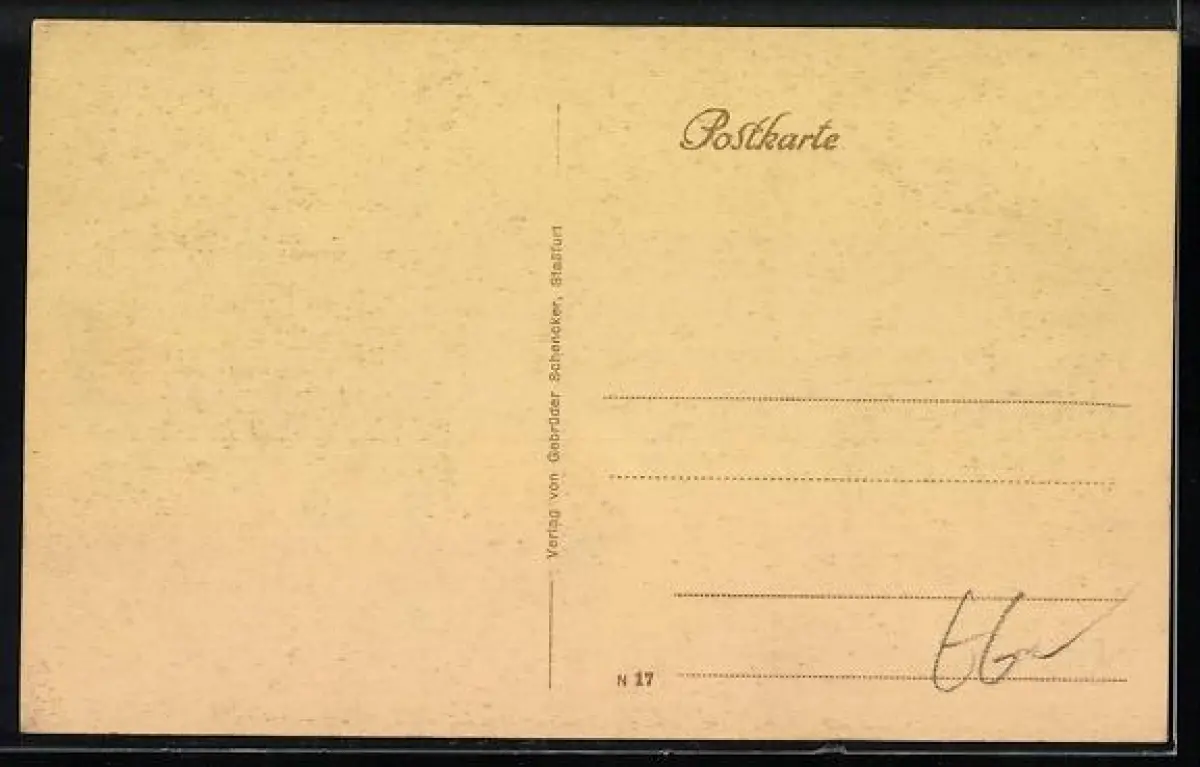 Postkarte
Verlag von Gebrüder Schencker, Staßfurt
N 17